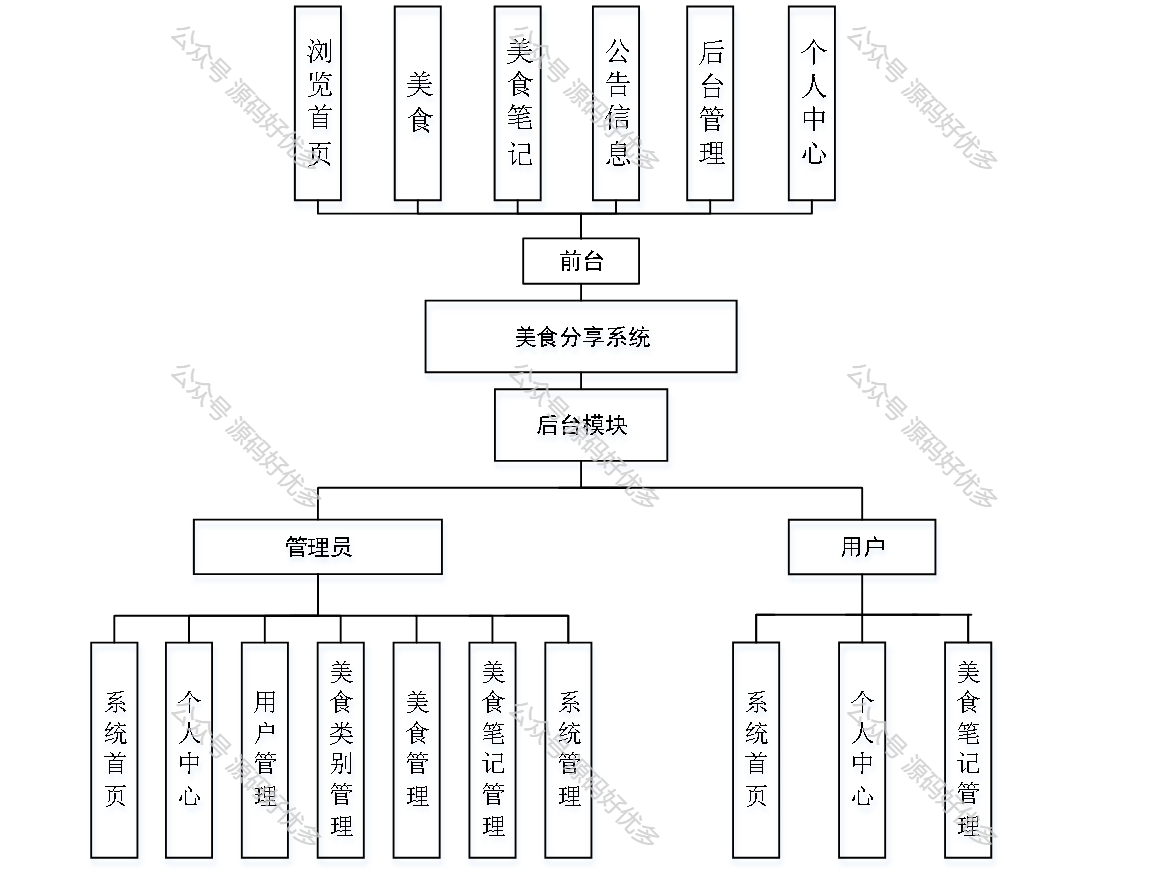 浏览首页
美食
美食笔记
公告信息
后台管理
个人中心
前台
美食分享系统
后台模块
管理员
用户
系统首页
个人中心
用户管理
美食类别管理
美食管理
美食笔记管理
系统管理
系统首页
个人中心
美食笔记管理
公众号 源码好优多
公众号 源码好优多
公众号 源码好优多
公众号 源码好优多
公众号 源码好优多
公众号 源码好优多
公众号 源码好优多
公众号 源码好优多
公众号 源码好优多